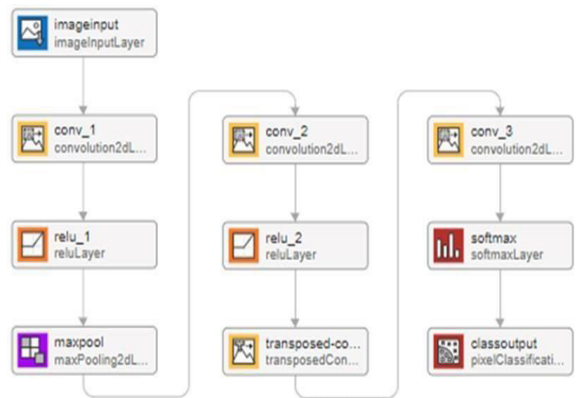 imageinput
imageInputLayer
conv_1
convolution2dL...
relu_1
reluLayer
maxpool
maxPooling2dL...
conv_2
convolution2dL...
relu_2
reluLayer
transposed-co...
transposedCon...
conv_3
convolution2dL...
softmax
softmaxLayer
classoutput
pixelClassificati...